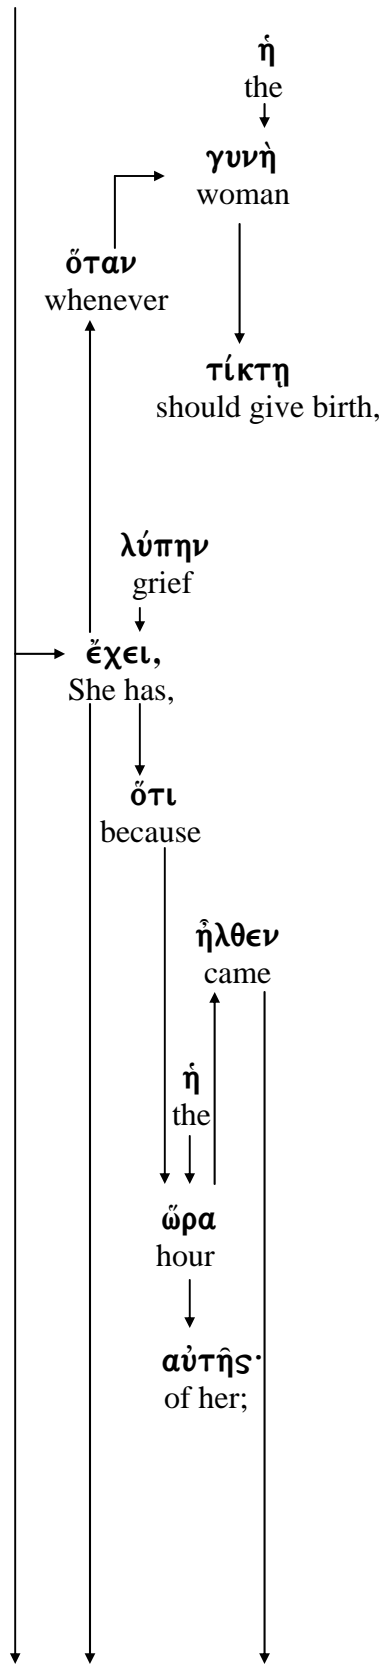 ἡ
the
γυνὴ
woman
ὅταν
whenever
τίκτῃ
should give birth,
λύπην
grief
ἔχει,
She has,
ὅτι
because
ἦλθεν
came
ἡ
the
ὥρα
hour
αὐτῆς·
of her;